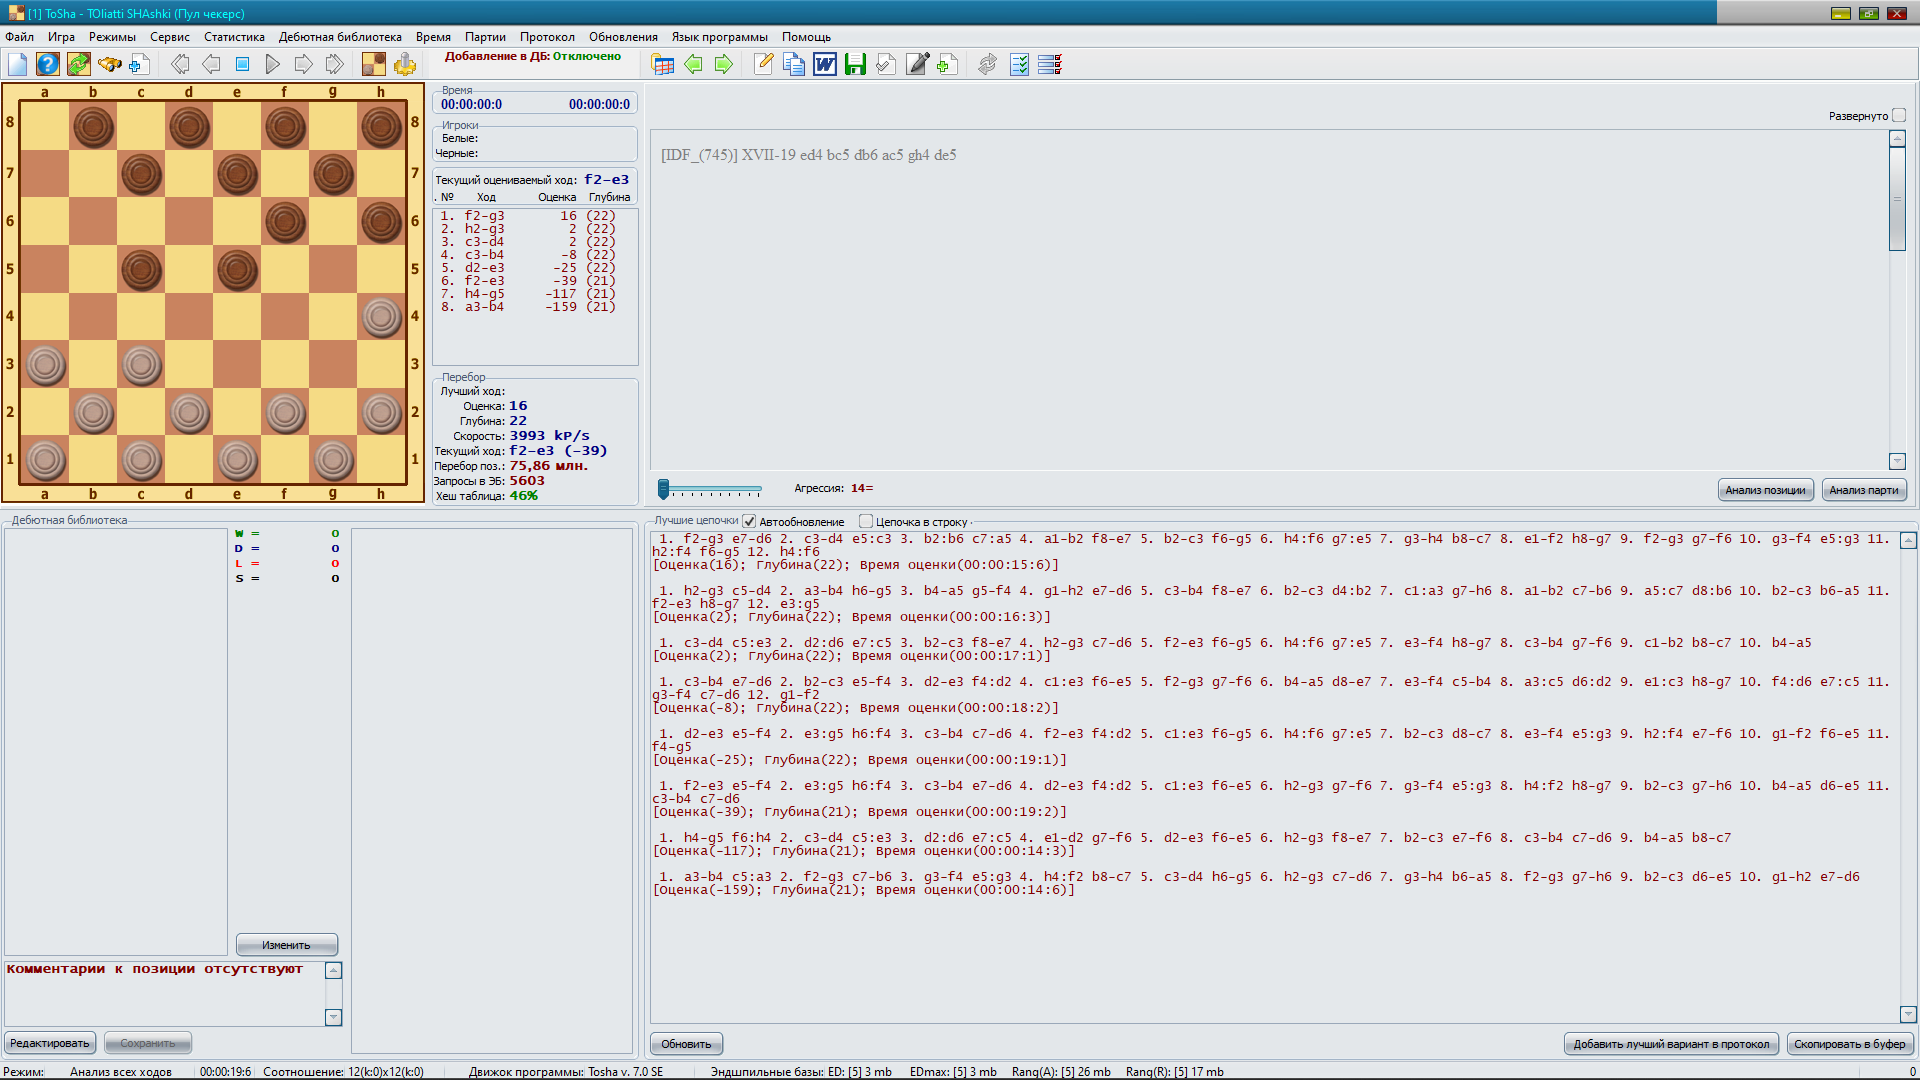 [1] ToSha - TOliatti SHAshki (Пул чекерс)
Файл Игра Режимы Сервис Статистика Дебютная библиотека Время Партии Протокол Обновления Язык программы Помощь
Добавление в ДБ: Отключено
a b c d e f g h
8 8
7 7
6 6
5 5
4 4
3 3
2 2
1 1
a b c d e f g h
Время
00:00:00:0 00:00:00:0
Игроки
Белые:
Черные:
Текущий оцениваемый ход: f2-e3
. № Ход Оценка Глубина
1. f2-g3 16 (22)
2. h2-g3 2 (22)
3. c3-d4 2 (22)
4. c3-b4 -8 (22)
5. d2-e3 -25 (22)
6. f2-e3 -39 (21)
7. h4-g5 -117 (21)
8. a3-b4 -159 (21)
Перебор
Лучший ход:
Оценка: 16
Глубина: 22
Скорость: 3993 kP/s
Текущий ход: f2-e3 (-39)
Перебор поз.: 75,86 млн.
Запросы в ЭБ: 5603
Хеш таблица: 46%
Развернуто
[IDF_(745)] XVII-19 ed4 bc5 db6 ac5 gh4 de5
Агрессия: 14=
Анализ позиции Анализ парти
Дебютная библиотека
W = 0
D = 0
L = 0
S = 0
Изменить
Комментарии к позиции отсутствуют
Редактировать Сохранить
Лучшие цепочки Автообновление Цепочка в строку
1. f2-g3 e7-d6 2. c3-d4 e5:c3 3. b2:b6 c7:a5 4. a1-b2 f8-e7 5. b2-c3 f6-g5 6. h4:f6 g7:e5 7. g3-h4 b8-c7 8. e1-f2 h8-g7 9. f2-g3 g7-f6 10. g3-f4 e5:g3 11.
h2:f4 f6-g5 12. h4:f6
[Оценка(16); Глубина(22); Время оценки(00:00:15:6)]
1. h2-g3 c5-d4 2. a3-b4 h6-g5 3. b4-a5 g5-f4 4. g1-h2 e7-d6 5. c3-b4 f8-e7 6. b2-c3 d4:b2 7. c1:a3 g7-h6 8. a1-b2 c7-b6 9. a5:c7 d8:b6 10. b2-c3 b6-a5 11.
f2-e3 h8-g7 12. e3:g5
[Оценка(2); Глубина(22); Время оценки(00:00:16:3)]
1. c3-d4 c5:e3 2. d2:d6 e7:c5 3. b2-c3 f8-e7 4. h2-g3 c7-d6 5. f2-e3 f6-g5 6. h4:f6 g7:e5 7. e3-f4 h8-g7 8. c3-b4 g7-f6 9. c1-b2 b8-c7 10. b4-a5
[Оценка(2); Глубина(22); Время оценки(00:00:17:1)]
1. c3-b4 e7-d6 2. b2-c3 e5-f4 3. d2-e3 f4:d2 4. c1:e3 f6-e5 5. f2-g3 g7-f6 6. b4-a5 d8-e7 7. e3-f4 c5-b4 8. a3:c5 d6:d2 9. e1:c3 h8-g7 10. f4:d6 e7:c5 11.
g3-f4 c7-d6 12. g1-f2
[Оценка(-8); Глубина(22); Время оценки(00:00:18:2)]
1. d2-e3 e5-f4 2. e3:g5 h6:f4 3. c3-b4 c7-d6 4. f2-e3 f4:d2 5. c1:e3 f6-g5 6. h4:f6 g7:e5 7. b2-c3 d8-c7 8. e3-f4 e5:g3 9. h2:f4 e7-f6 10. g1-f2 f6-e5 11.
f4-g5
[Оценка(-25); Глубина(22); Время оценки(00:00:19:1)]
1. f2-e3 e5-f4 2. e3:g5 h6:f4 3. c3-b4 e7-d6 4. d2-e3 f4:d2 5. c1:e3 f6-e5 6. h2-g3 g7-f6 7. g3-f4 e5:g3 8. h4:f2 h8-g7 9. b2-c3 g7-h6 10. b4-a5 d6-e5 11.
c3-b4 c7-d6
[Оценка(-39); Глубина(21); Время оценки(00:00:19:2)]
1. h4-g5 f6:h4 2. c3-d4 c5:e3 3. d2:d6 e7:c5 4. e1-d2 g7-f6 5. d2-e3 f6-e5 6. h2-g3 f8-e7 7. b2-c3 e7-f6 8. c3-b4 c7-d6 9. b4-a5 b8-c7
[Оценка(-117); Глубина(21); Время оценки(00:00:14:3)]
1. a3-b4 c5:a3 2. f2-g3 c7-b6 3. g3-f4 e5:g3 4. h4:f2 b8-c7 5. c3-d4 h6-g5 6. h2-g3 c7-d6 7. g3-h4 b6-a5 8. f2-g3 g7-h6 9. b2-c3 d6-e5 10. g1-h2 e7-d6
[Оценка(-159); Глубина(21); Время оценки(00:00:14:6)]
Обновить Добавить лучший вариант в протокол Скопировать в буфер
Режим: Анализ всех ходов 00:00:19:6 Соотношение: 12(k:0)x12(k:0) Движок программы: Tosha v. 7.0 SE Эндшпильные базы: ED: [5] 3 mb EDmax: [5] 3 mb Rang(A): [5] 26 mb Rang(R): [5] 17 mb 0